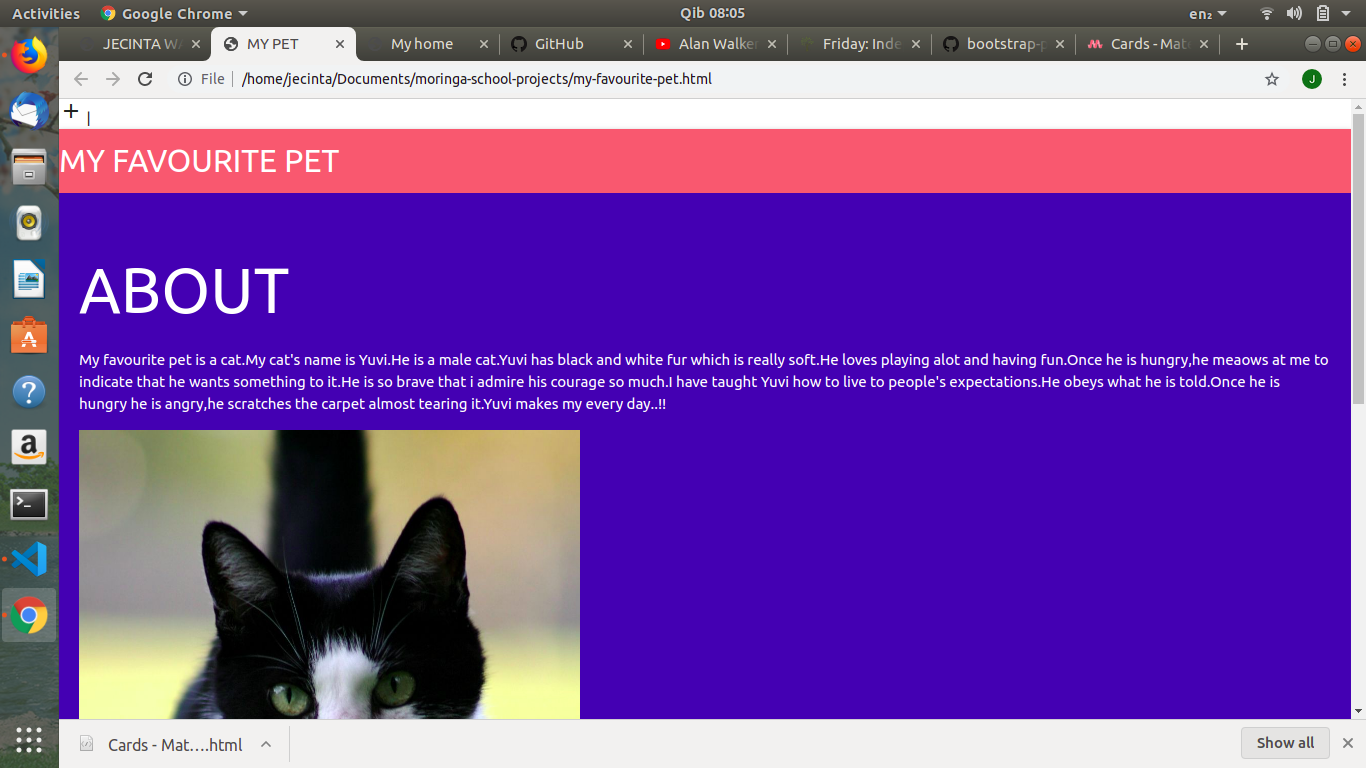 Activities Google Chrome Qib 08:05 en₂
JECINTA WA MY PET My home GitHub Alan Walker Friday: Inde bootstrap-p Cards - Mate
File /home/jecinta/Documents/moringa-school-projects/my-favourite-pet.html J
+ |
MY FAVOURITE PET
ABOUT
My favourite pet is a cat.My cat's name is Yuvi.He is a male cat.Yuvi has black and white fur which is really soft.He loves playing alot and having fun.Once he is hungry,he meaows at me to
indicate that he wants something to it.He is so brave that i admire his courage so much.I have taught Yuvi how to live to people's expectations.He obeys what he is told.Once he is
hungry he is angry,he scratches the carpet almost tearing it.Yuvi makes my every day..!!
Cards - Mat....html Show all